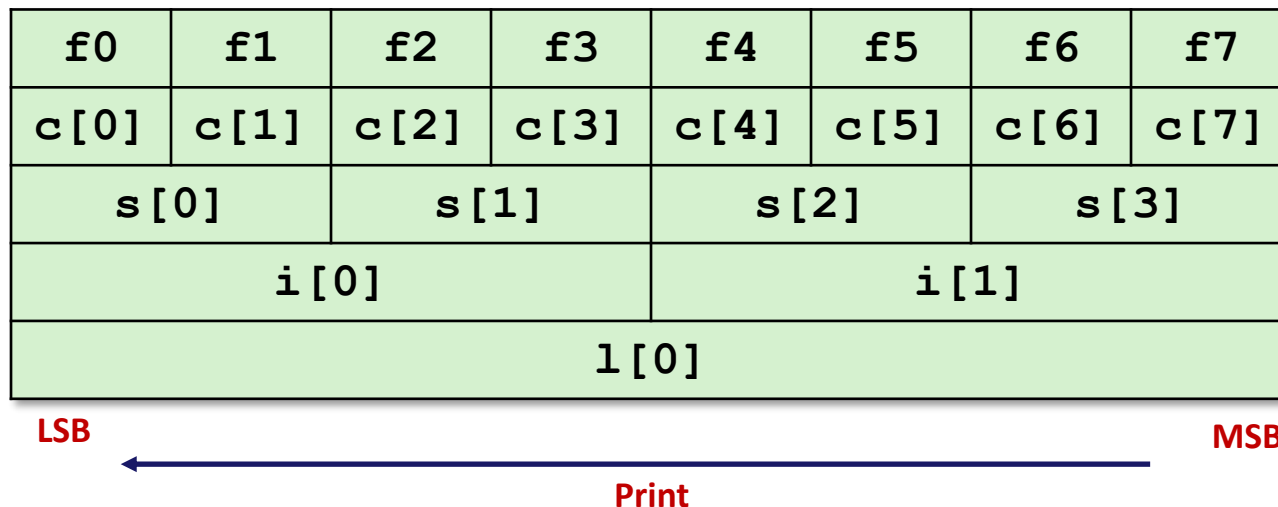 f0 f1 f2 f3 f4 f5 f6 f7
c[0] c[1] c[2] c[3] c[4] c[5] c[6] c[7]
s[0] s[1] s[2] s[3]
i[0] i[1]
l[0]
LSB MSB
Print